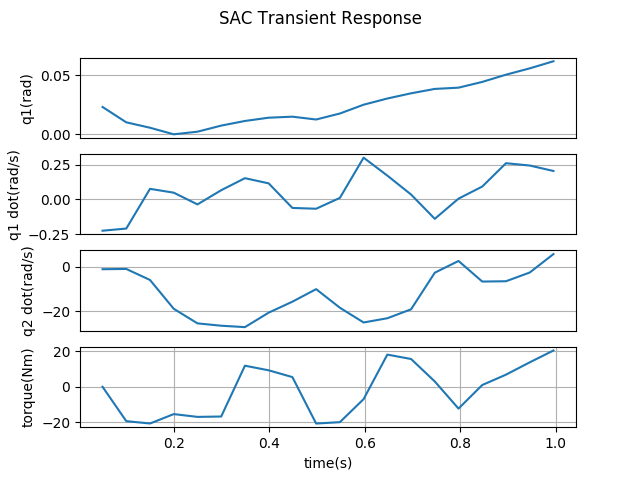 SAC Transient Response
q1(rad)
0.05
0.00
q1 dot(rad/s)
0.25
0.00
−0.25
q2 dot(rad/s)
0
−20
torque(Nm)
20
0
−20
0.2 0.4 0.6 0.8 1.0
time(s)